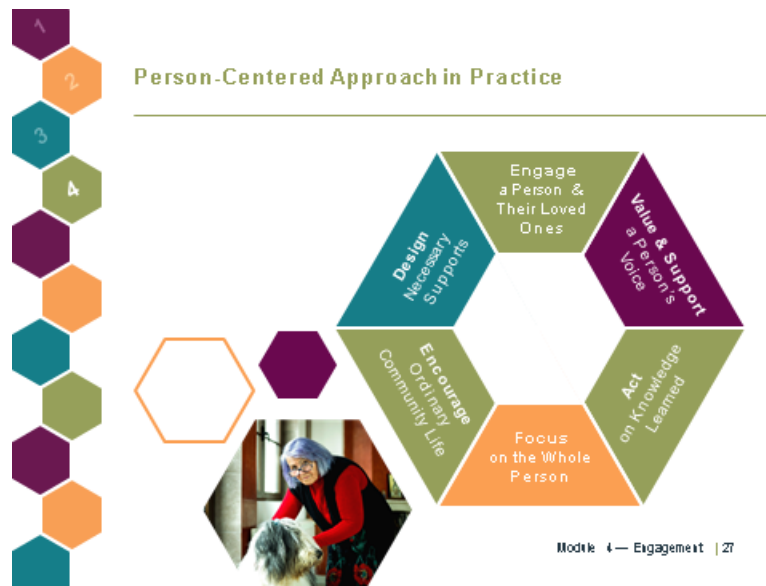 1
2
3
4
Person-Centered Approach in Practice
Engage
a Person &
Their Loved
Ones
Value & Support
a Person's
Voice
Act
on Knowledge
Learned
Focus
on the Whole
Person
Encourage
Ordinary
Community Life
Design
Necessary
Supports
Module 4 — Engagement | 27